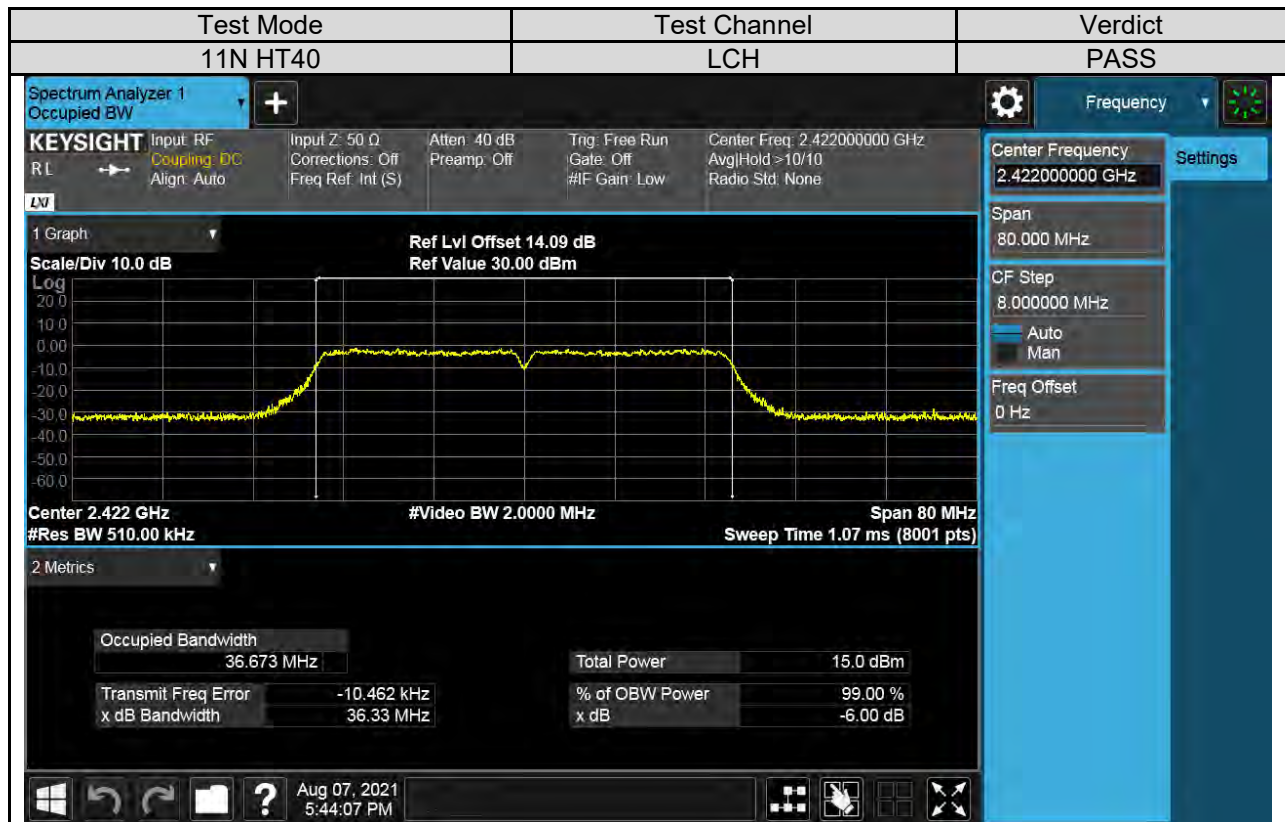 Test Mode Test Channel Verdict
11N HT40 LCH PASS
Spectrum Analyzer 1
Occupied BW
+
Frequency
KEYSIGHT
RL
LXI
Input: RF
Coupling: DC
Align: Auto
Input Z: 50 Ω
Corrections: Off
Freq Ref: Int (S)
Atten: 40 dB
Preamp: Off
Trig: Free Run
Gate: Off
#IF Gain: Low
Center Freq: 2.422000000 GHz
Avg|Hold >10/10
Radio Std: None
Center Frequency
2.422000000 GHz
Settings
Span
80.000 MHz
CF Step
8.000000 MHz
Auto
Man
Freq Offset
0 Hz
1 Graph
Scale/Div 10.0 dB
Ref Lvl Offset 14.09 dB
Ref Value 30.00 dBm
Log
20.0
10.0
0.00
-10.0
-20.0
-30.0
-40.0
-50.0
-60.0
Center 2.422 GHz #Video BW 2.0000 MHz Span 80 MHz
#Res BW 510.00 kHz Sweep Time 1.07 ms (8001 pts)
2 Metrics
Occupied Bandwidth
36.673 MHz Total Power 15.0 dBm
Transmit Freq Error -10.462 kHz % of OBW Power 99.00 %
x dB Bandwidth 36.33 MHz x dB -6.00 dB
?
Aug 07, 2021
5:44:07 PM